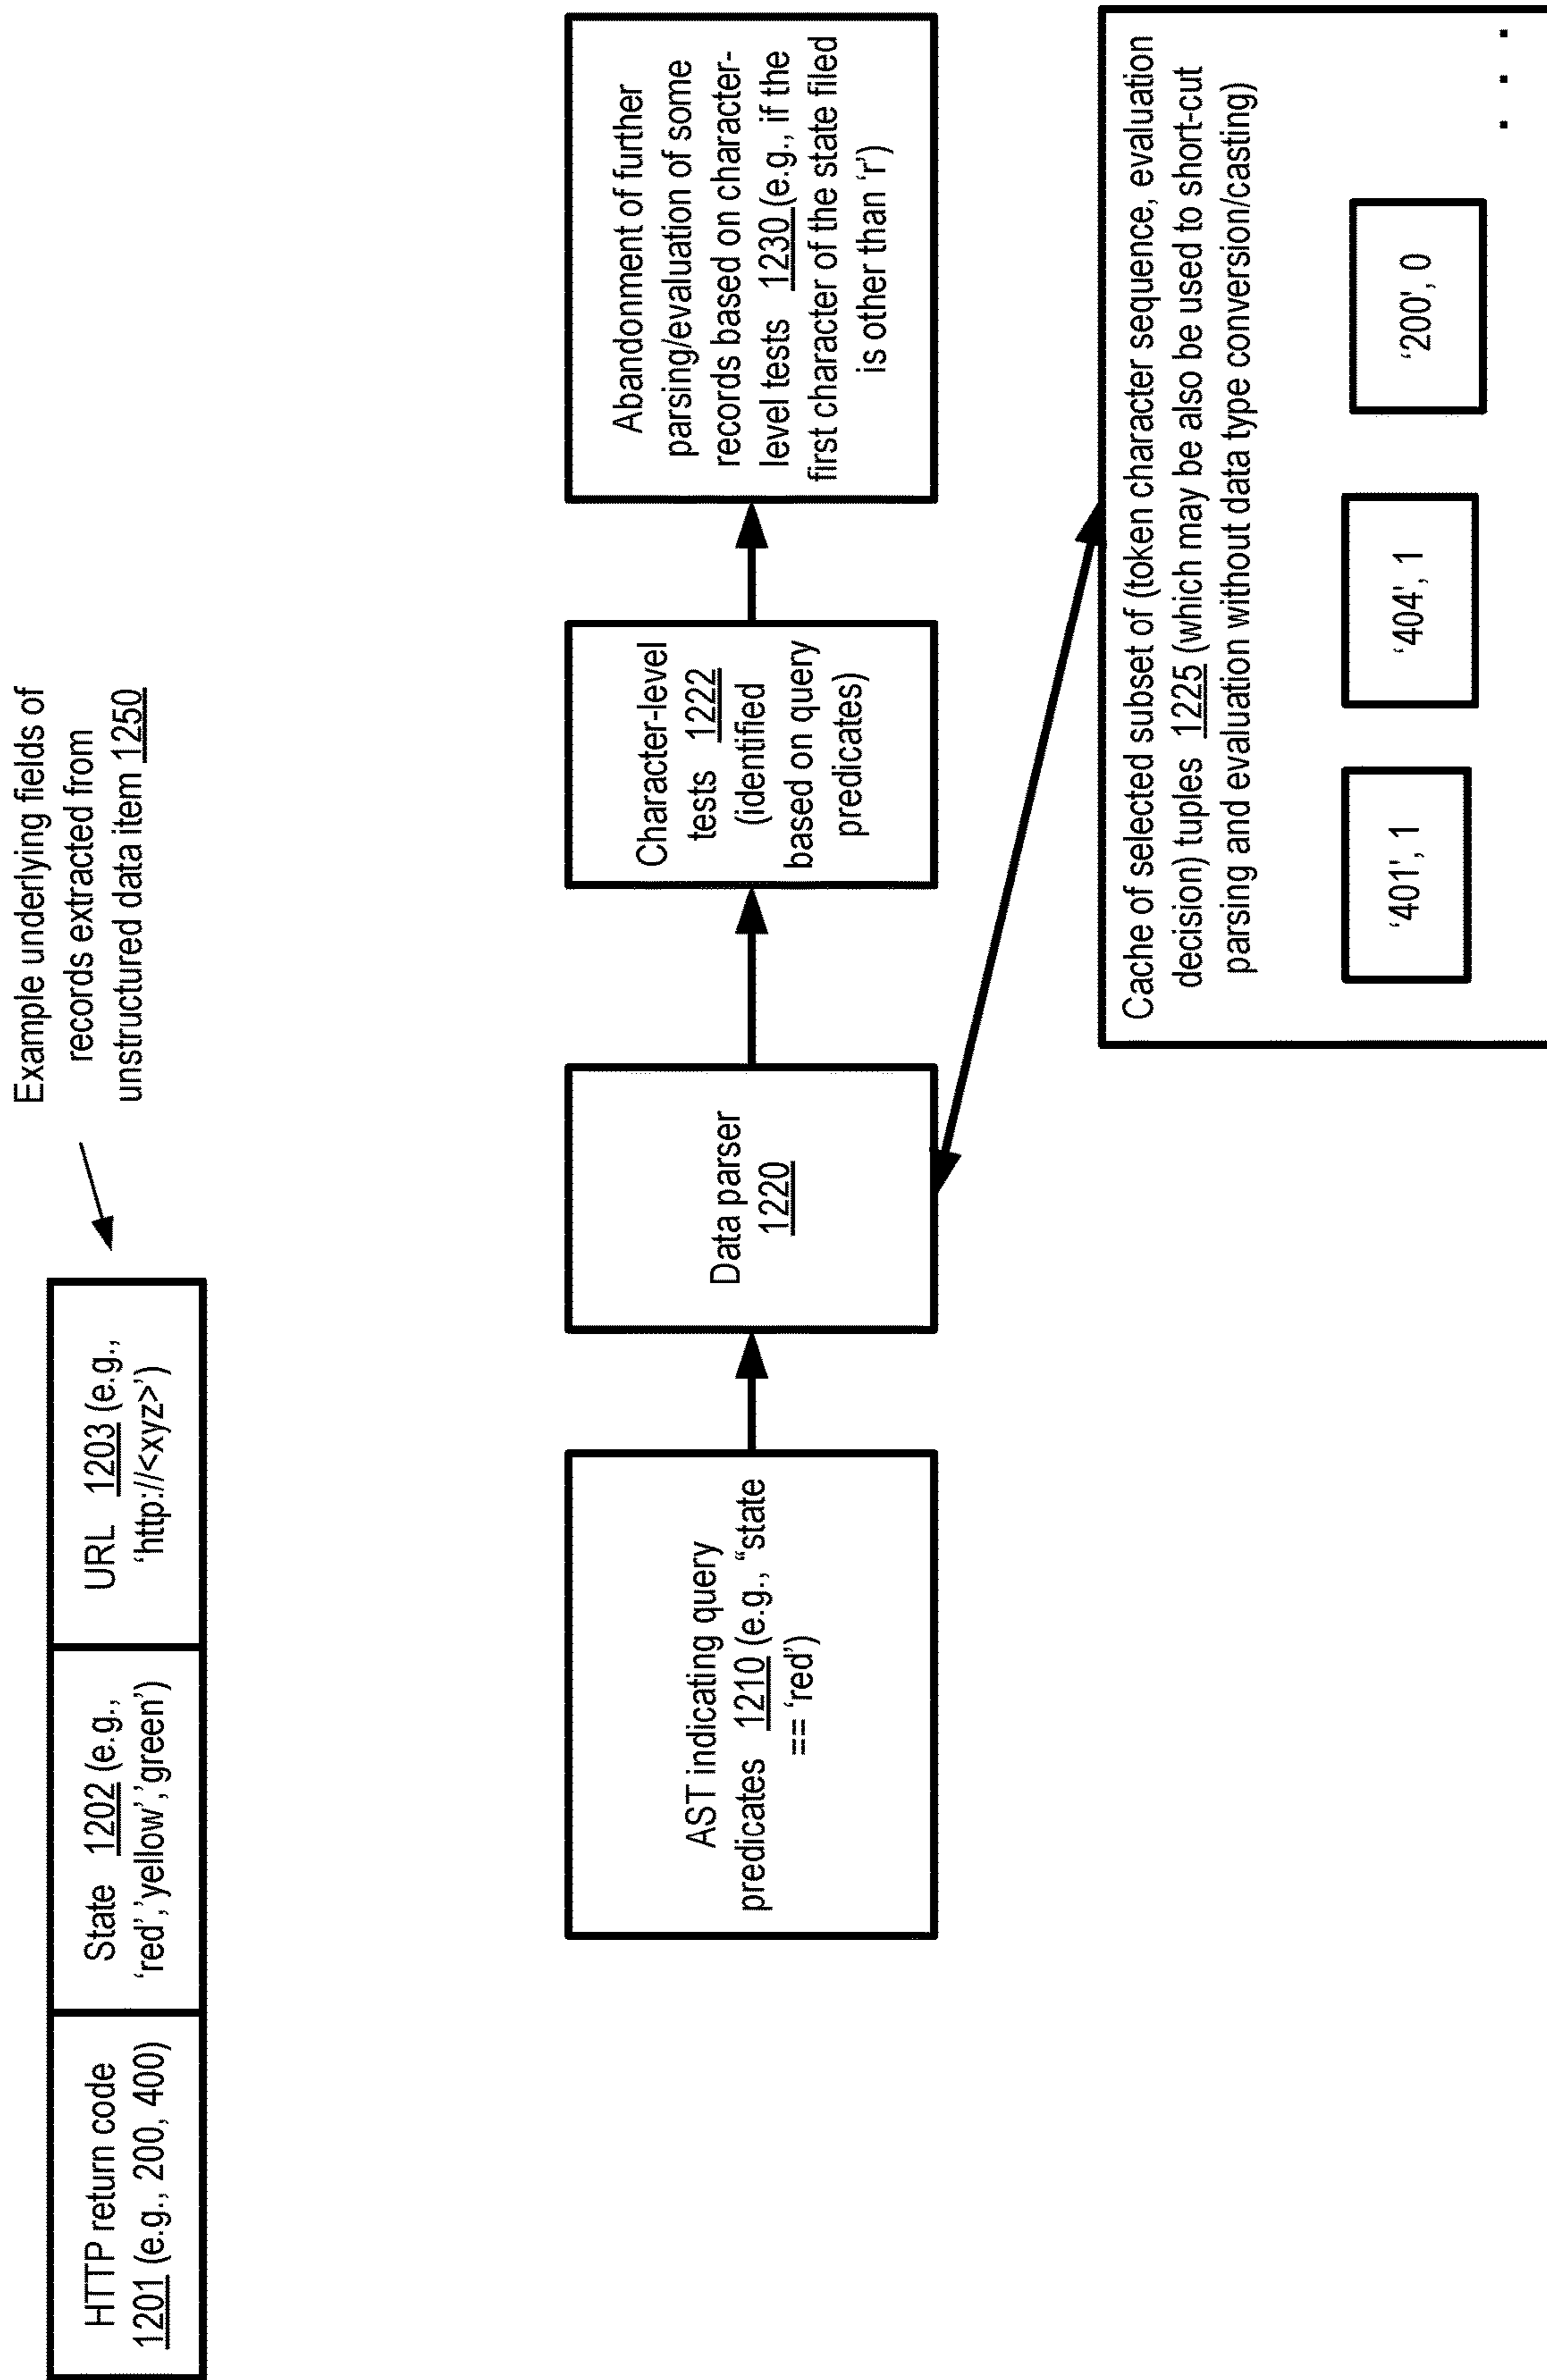 Example underlying fields of
records extracted from
unstructured data item 1250
HTTP return code
1201 (e.g., 200, 400)
State 1202 (e.g.,
‘red’,’yellow’,’green’)
URL 1203 (e.g.,
‘http://<xyz>’)
AST indicating query
predicates 1210 (e.g., “state
== ‘red’)
Data parser
1220
Character-level
tests 1222
(identified
based on query
predicates)
Abandonment of further
parsing/evaluation of some
records based on character-
level tests 1230 (e.g., if the
first character of the state filed
is other than ‘r’)
Cache of selected subset of (token character sequence, evaluation
decision) tuples 1225 (which may be also be used to short-cut
parsing and evaluation without data type conversion/casting)
‘401’, 1
‘404’, 1
‘200’, 0
. . .